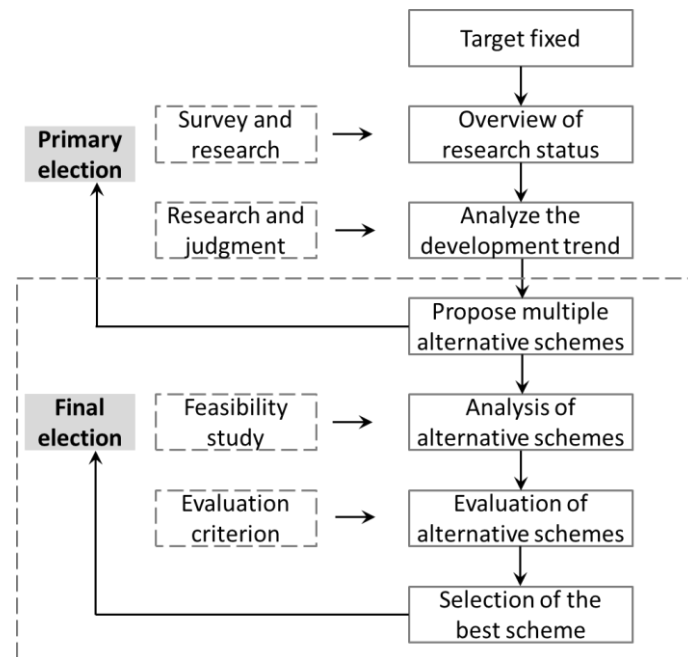 Target fixed
Survey and
research
Overview of
research status
Primary
election
Research and
judgment
Analyze the
development trend
Propose multiple
alternative schemes
Final
election
Feasibility
study
Analysis of
alternative schemes
Evaluation
criterion
Evaluation of
alternative schemes
Selection of the
best scheme